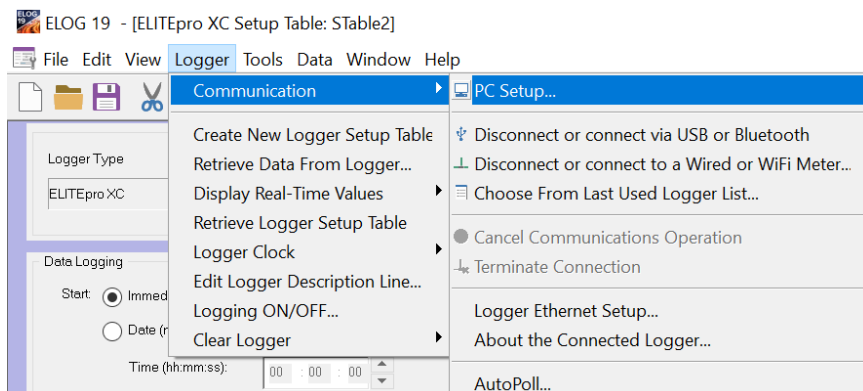 ELOG 19 - [ELITEpro XC Setup Table: STable2]
File Edit View Logger Tools Data Window Help
Communication
Create New Logger Setup Table
Retrieve Data From Logger...
Display Real-Time Values
Retrieve Logger Setup Table
Logger Clock
Edit Logger Description Line...
Logging ON/OFF...
Clear Logger
PC Setup...
Disconnect or connect via USB or Bluetooth
Disconnect or connect to a Wired or WiFi Meter...
Choose From Last Used Logger List...
Cancel Communications Operation
Terminate Connection
Logger Ethernet Setup...
About the Connected Logger...
AutoPoll...
Logger Type
ELITEpro XC
Data Logging
Start: Immed
Date (r
Time (hh:mm:ss): 00 : 00 : 00